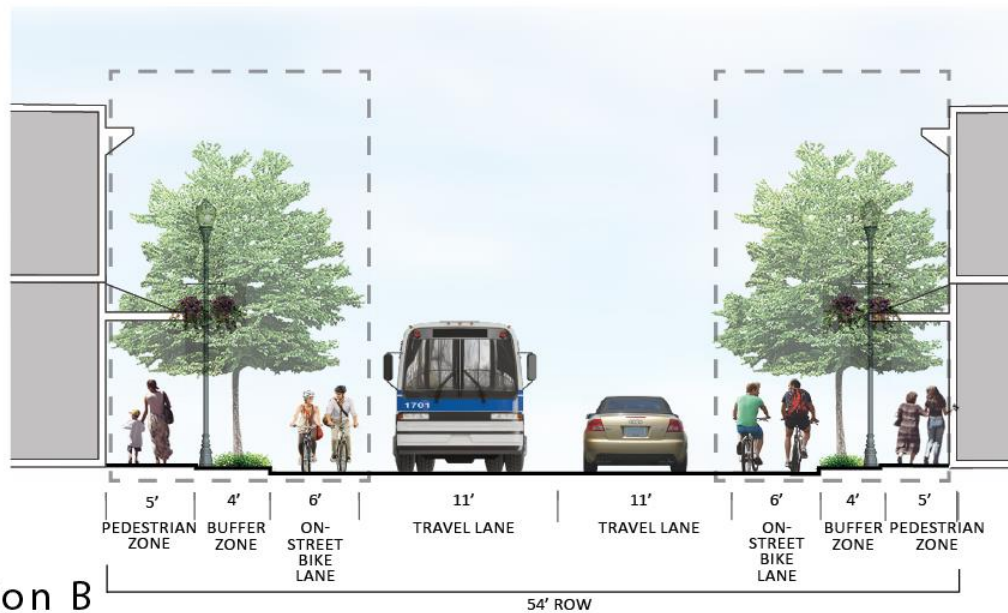 1701
5' 4' 6' 11' 11' 6' 4' 5'
PEDESTRIAN ZONE
BUFFER ZONE
ON-
STREET
BIKE
LANE
TRAVEL LANE
TRAVEL LANE
ON-
STREET
BIKE
LANE
BUFFER ZONE
PEDESTRIAN ZONE
on B
54' ROW